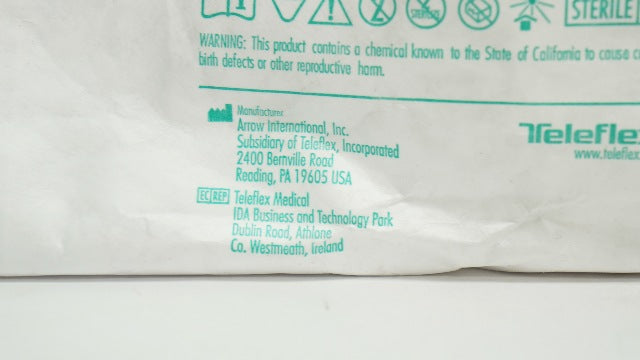 STERILE
WARNING: This product contains a chemical known to the State of California to cause
birth defects or other reproductive harm.
Manufacturer:
Arrow International, Inc.
Subsidiary of Teleflex, Incorporated
2400 Bernville Road
Reading, PA 19605 USA
Teleflex
www.teleflex
EC REP Teleflex Medical
IDA Business and Technology Park
Dublin Road, Athlone
Co. Westmeath, Ireland